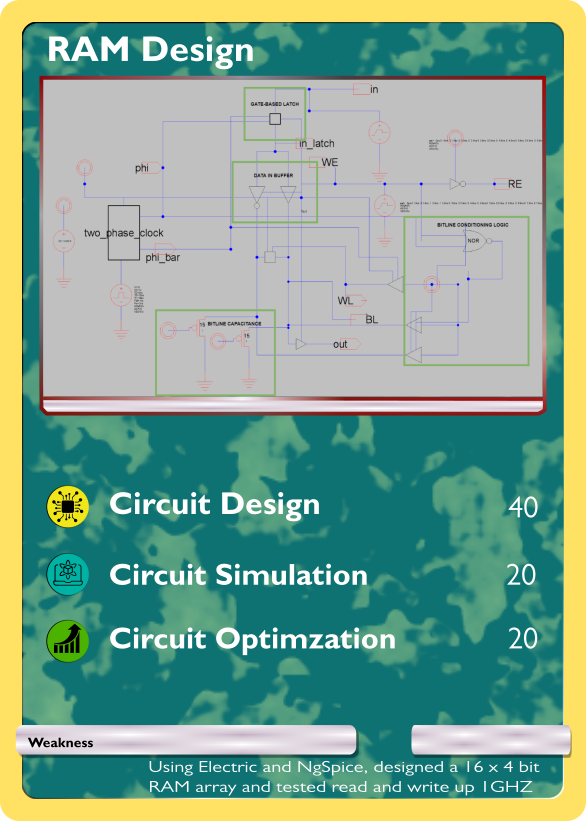 RAM Design
GATE-BASED LATCH
in
in_latch
WE
phi
DATA IN BUFFER
RE
BITLINE CONDITIONING LOGIC
two_phase_clock
NOR
phi_bar
WL
BL
BITLINE CAPACITANCE
15
15
out
Circuit Design 40
Circuit Simulation 20
Circuit Optimzation 20
Weakness
Using Electric and NgSpice, designed a 16 x 4 bit
RAM array and tested read and write up 1GHZ